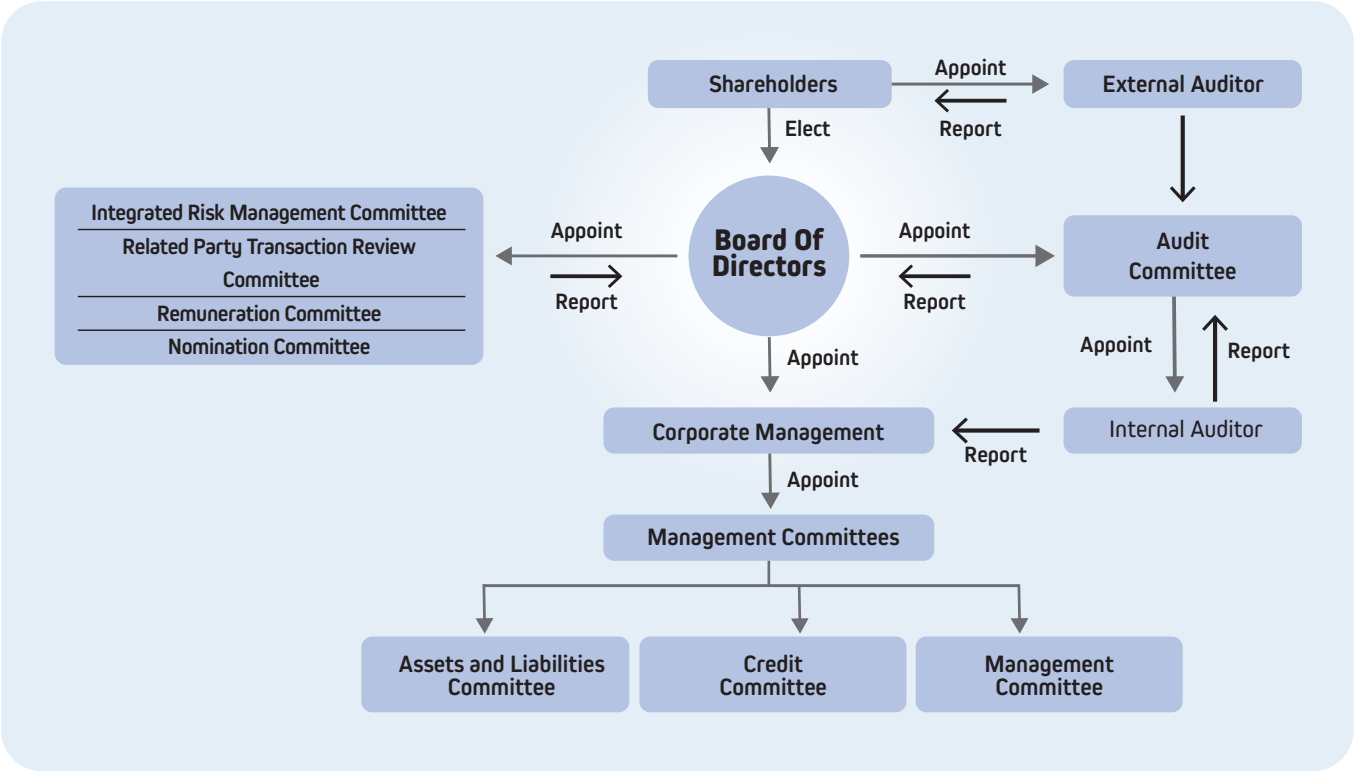 Shareholders
Appoint
Report
External Auditor
Elect
Integrated Risk Management Committee
Related Party Transaction Review
Committee
Remuneration Committee
Nomination Committee
Appoint
Report
Board Of
Directors
Appoint
Report
Audit
Committee
Appoint
Appoint
Report
Corporate Management
Report
Internal Auditor
Appoint
Management Committees
Assets and Liabilities
Committee
Credit
Committee
Management
Committee